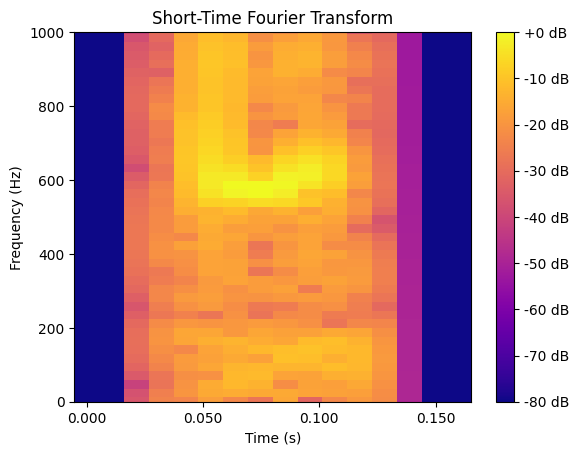 Short-Time Fourier Transform
1000
800
600
400
200
0
Frequency (Hz)
0.000
0.050
0.100
0.150
Time (s)
+0 dB
-10 dB
-20 dB
-30 dB
-40 dB
-50 dB
-60 dB
-70 dB
-80 dB